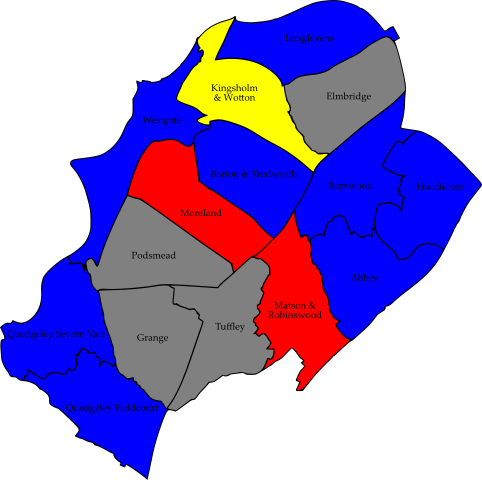 Longlevens
Kingsholm
& Wotton
Elmbridge
Westgate
Barton & Tredworth
Barnwood
Hucclecote
Moreland
Podsmead
Abbey
Matson &
Robinswood
Tuffley
Quedgeley Severn Vale
Grange
Quedgeley Fieldcourt